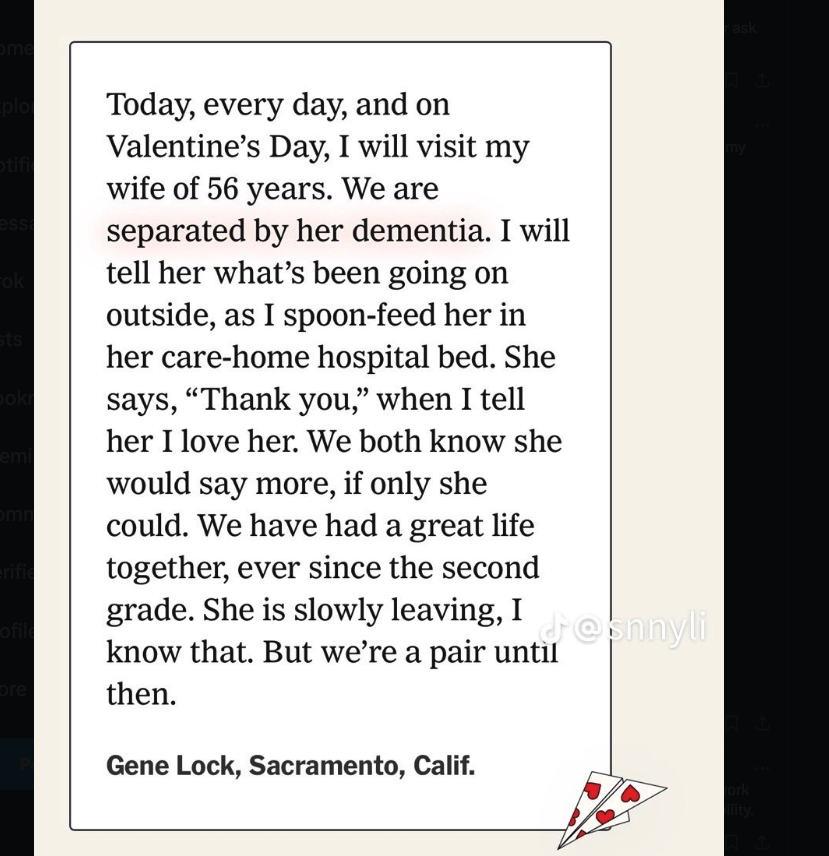 Today, every day, and on
Valentine’s Day, I will visit my
wife of 56 years. We are
separated by her dementia. I will
tell her what’s been going on
outside, as I spoon-feed her in
her care-home hospital bed. She
says, “Thank you,” when I tell
her I love her. We both know she
would say more, if only she
could. We have had a great life
together, ever since the second
grade. She is slowly leaving, I
know that. But we’re a pair until
then.
Gene Lock, Sacramento, Calif.
@snnyli
ask
my